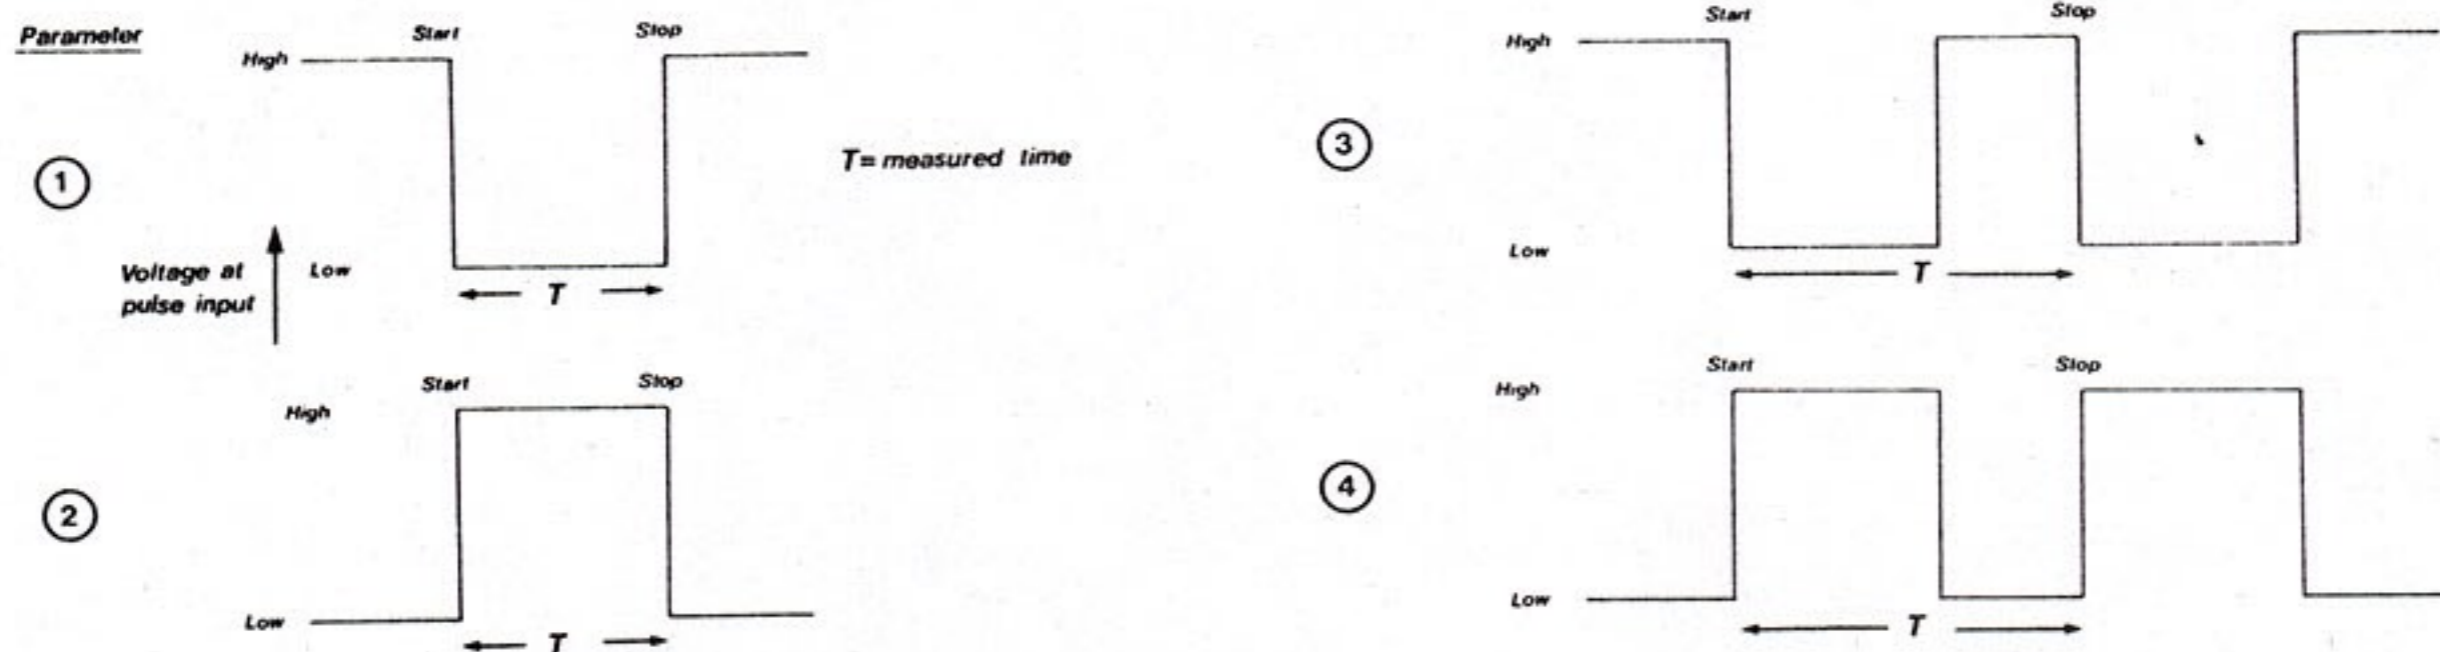 Parameter
Start
Stop
High
1
T= measured time
Voltage at
pulse input
Low
T
Start
Stop
High
2
Low
T
Start
Stop
High
3
Low
T
Start
Stop
High
4
Low
T